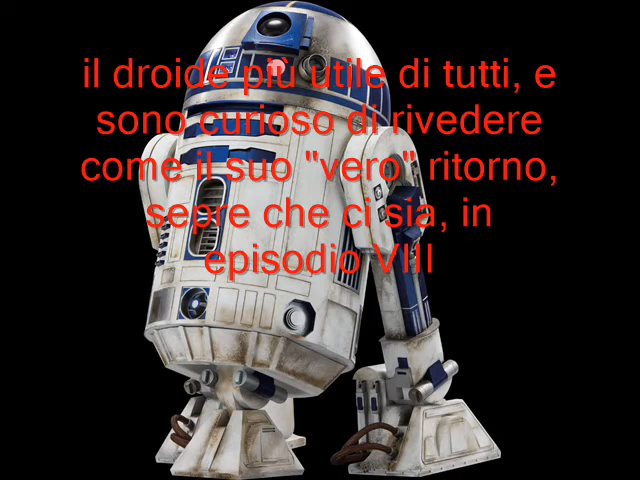 il droide più utile di tutti, e
sono curioso di rivedere
come il suo "vero" ritorno,
sepre che ci sia, in
episodio VIII